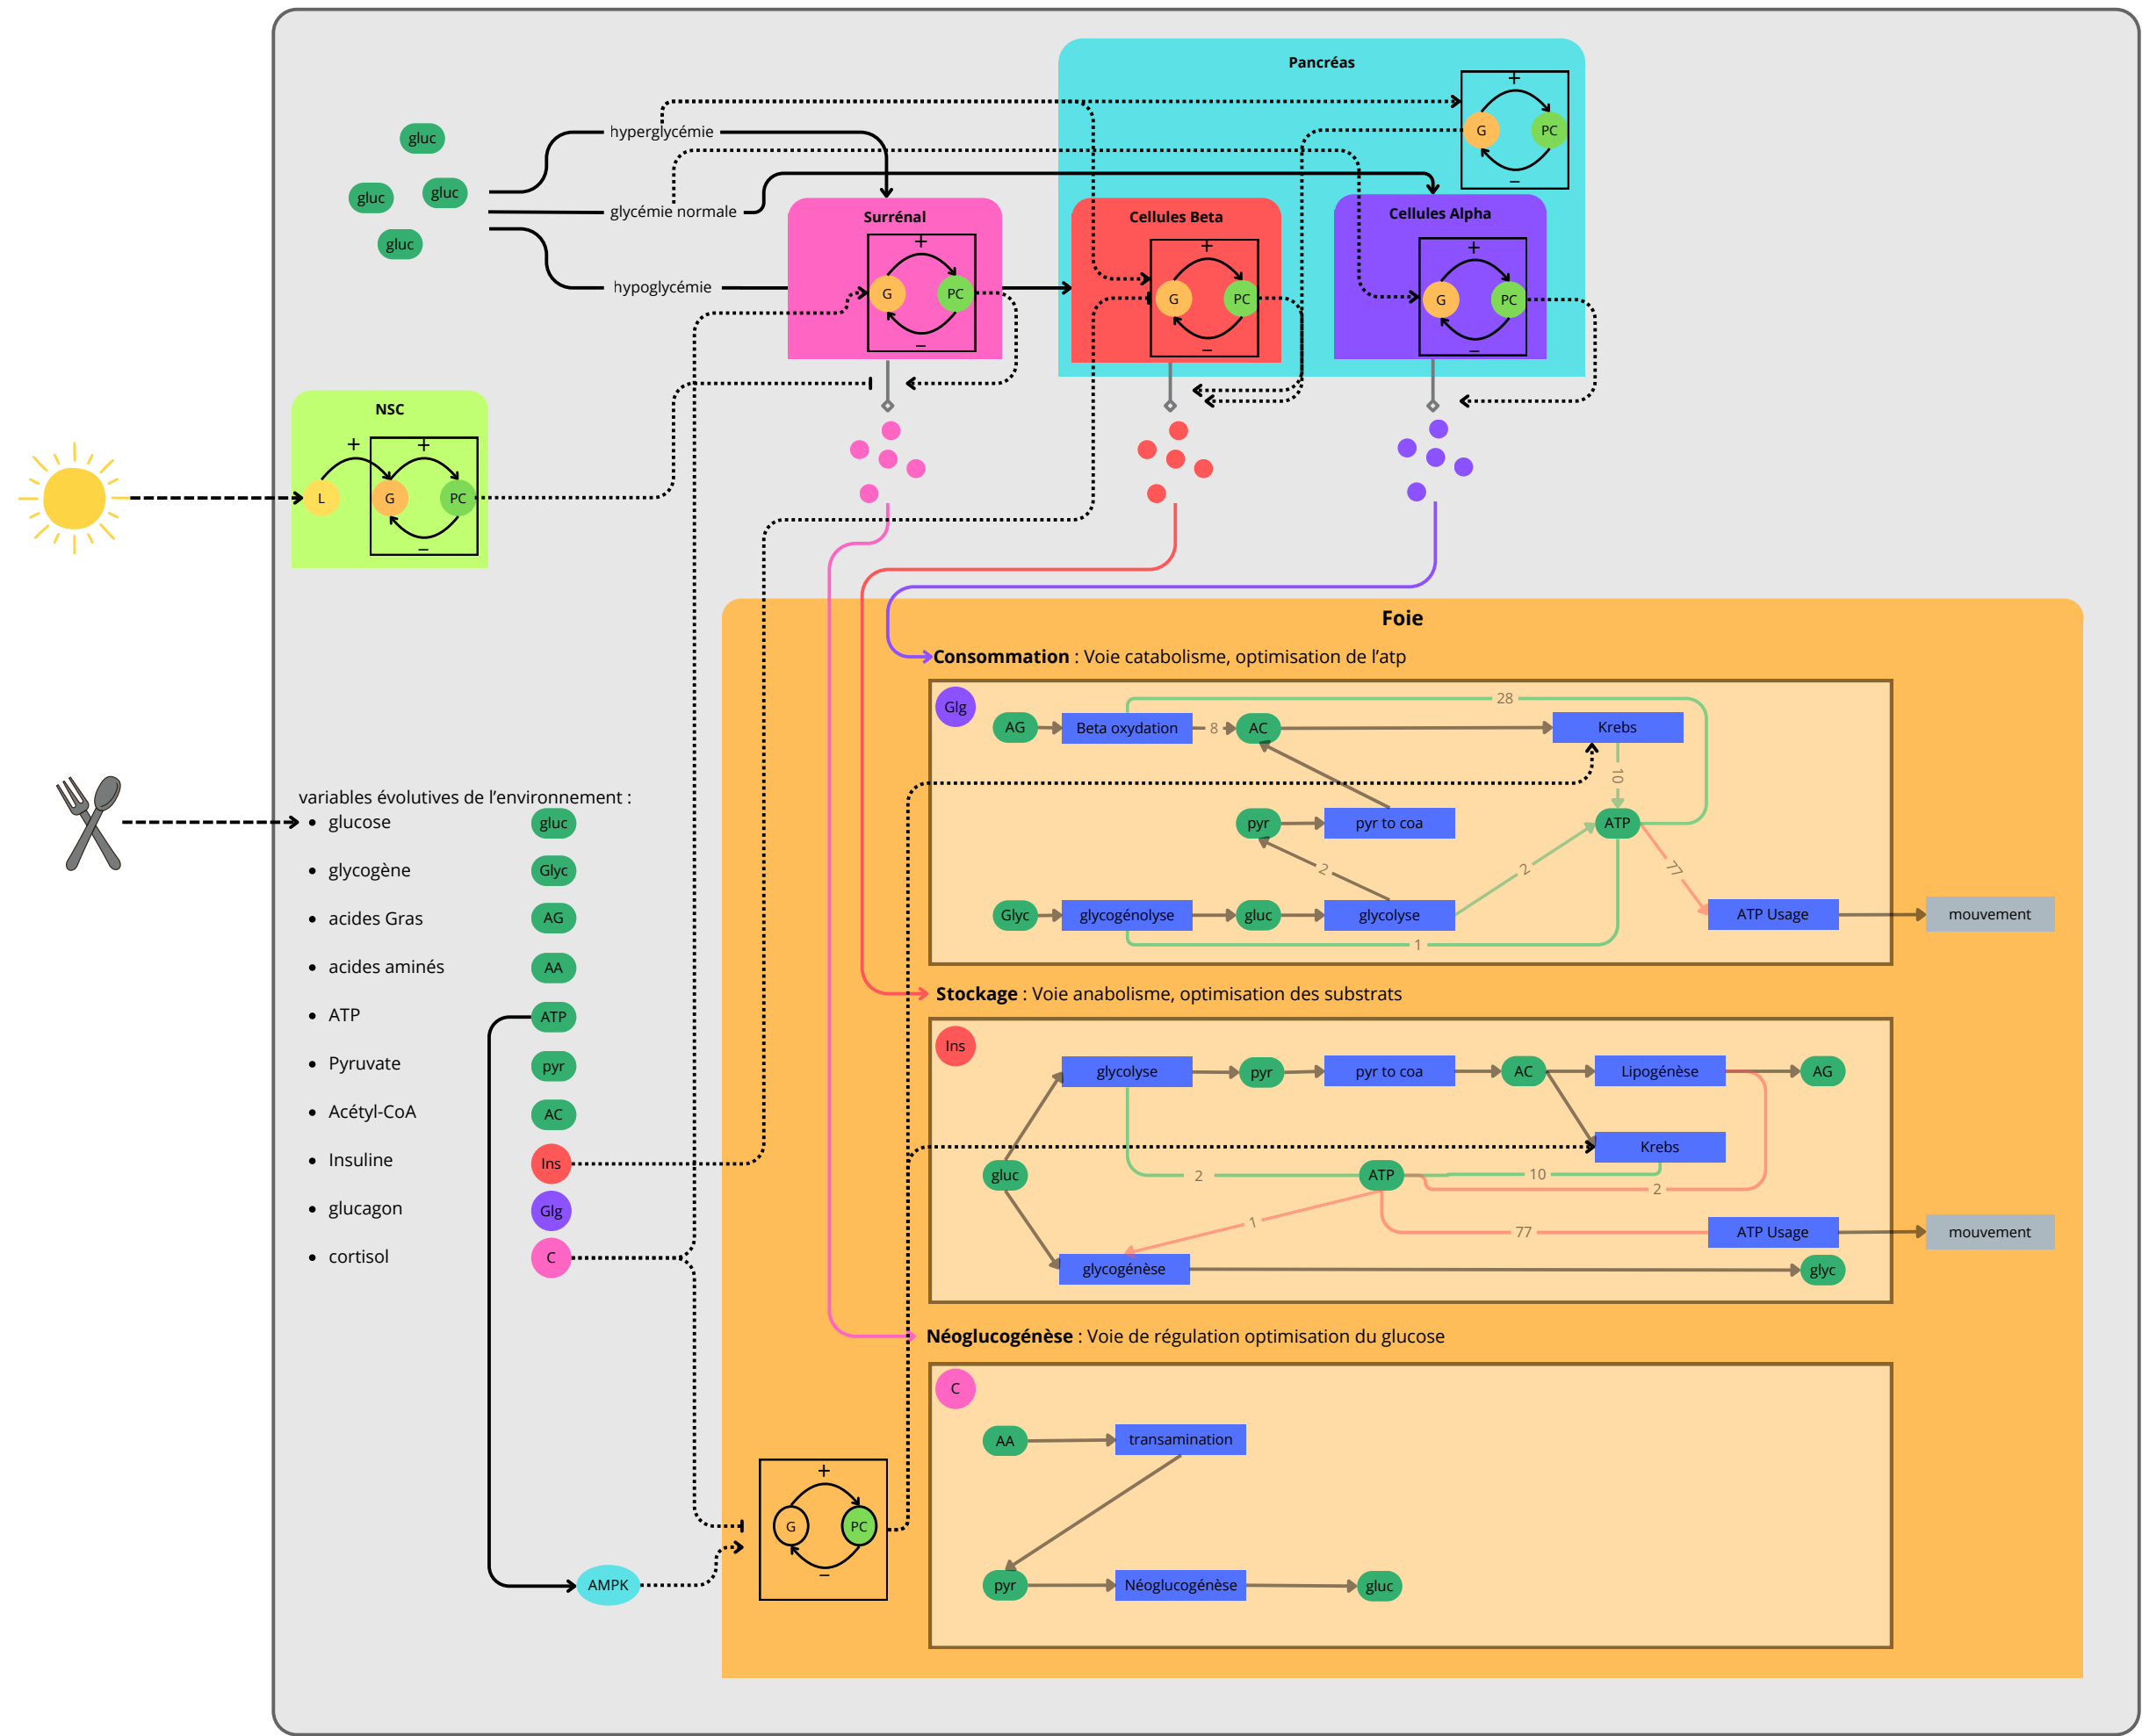 Pancréas
+
G
PC
–
gluc
hyperglycémie
gluc
gluc
glycémie normale
gluc
hypoglycémie
Surrénal
+
G
PC
–
Cellules Beta
+
G
PC
–
Cellules Alpha
+
G
PC
–
NSC
+
+
L
G
PC
–
Foie
Consommation : Voie catabolisme, optimisation de l’atp
Glg
28
AG
Beta oxydation
8
AC
Krebs
10
pyr
pyr to coa
ATP
2
2
77
Glyc
glycogénolyse
gluc
glycolyse
ATP Usage
mouvement
1
variables évolutives de l’environnement :
• glucose
gluc
• glycogène
Glyc
• acides Gras
AG
• acides aminés
AA
• ATP
ATP
• Pyruvate
pyr
• Acétyl-CoA
AC
• Insuline
Ins
• glucagon
Glg
• cortisol
C
Stockage : Voie anabolisme, optimisation des substrats
Ins
glycolyse
pyr
pyr to coa
AC
Lipogénèse
AG
Krebs
gluc
2
ATP
10
2
1
77
ATP Usage
mouvement
glycogénèse
glyc
Néoglucogénèse : Voie de régulation optimisation du glucose
C
AA
transamination
pyr
Néoglucogénèse
gluc
+
G
PC
–
AMPK